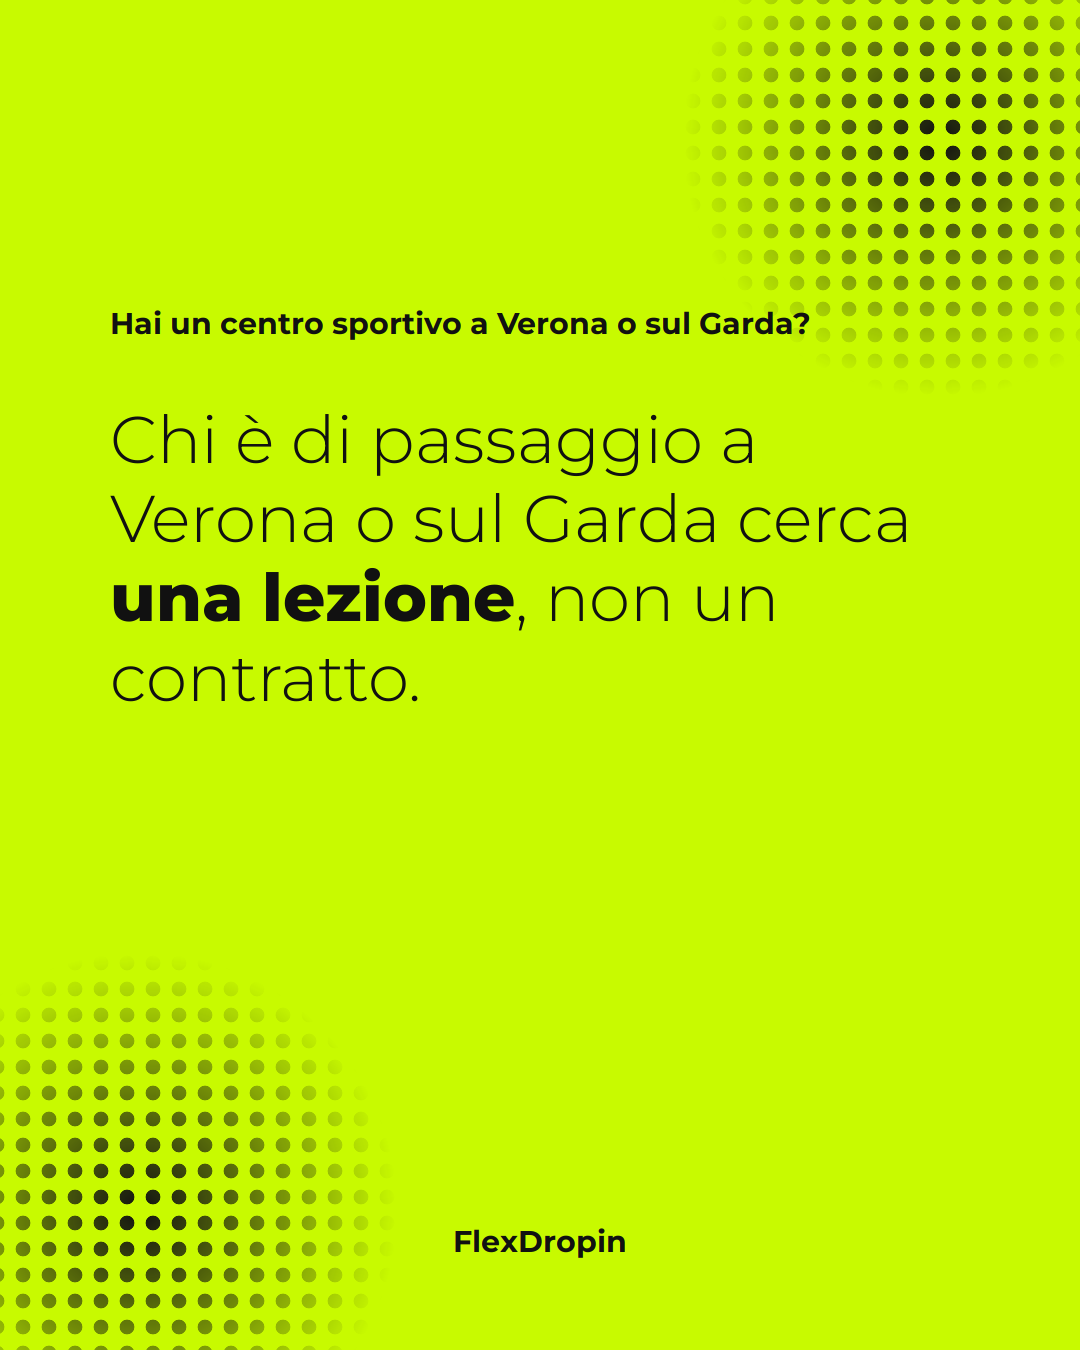 Hai un centro sportivo a Verona o sul Garda?
Chi è di passaggio a
Verona o sul Garda cerca
una lezione, non un
contratto.
FlexDropin